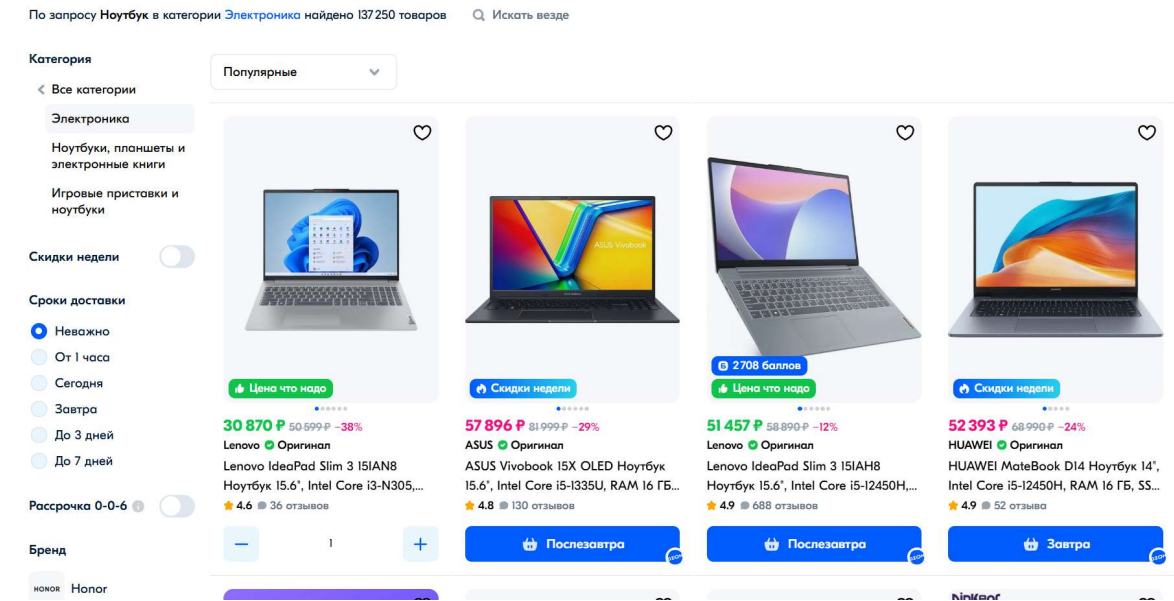 По запросу Ноутбук в категории Электроника найдено 137 250 товаров
Искать везде
Категория
Все категории
Электроника
Ноутбуки, планшеты и
электронные книги
Игровые приставки и
ноутбуки
Скидки недели
Сроки доставки
Неважно
От 1 часа
Сегодня
Завтра
До 3 дней
До 7 дней
Рассрочка 0-0-6
Бренд
HONOR Honor
Популярные
Цена что надо
30 870 ₽ 50 599 ₽ −38%
Lenovo Оригинал
Lenovo IdeaPad Slim 3 15IAN8
Ноутбук 15.6", Intel Core i3-N305,...
4.6 36 отзывов
− 1 +
ASUS Vivobook
Скидки недели
57 896 ₽ 81 999 ₽ −29%
ASUS Оригинал
ASUS Vivobook 15X OLED Ноутбук
15.6", Intel Core i5-1335U, RAM 16 ГБ...
4.8 130 отзывов
Послезавтра
OZON
2 708 баллов
Цена что надо
51 457 ₽ 58 890 ₽ −12%
Lenovo Оригинал
Lenovo IdeaPad Slim 3 15IAH8
Ноутбук 15.6", Intel Core i5-12450H,...
4.9 688 отзывов
Послезавтра
OZON
Скидки недели
52 393 ₽ 68 990 ₽ −24%
HUAWEI Оригинал
HUAWEI MateBook D14 Ноутбук 14",
Intel Core i5-12450H, RAM 16 ГБ, SS...
4.9 52 отзыва
Завтра
OZON